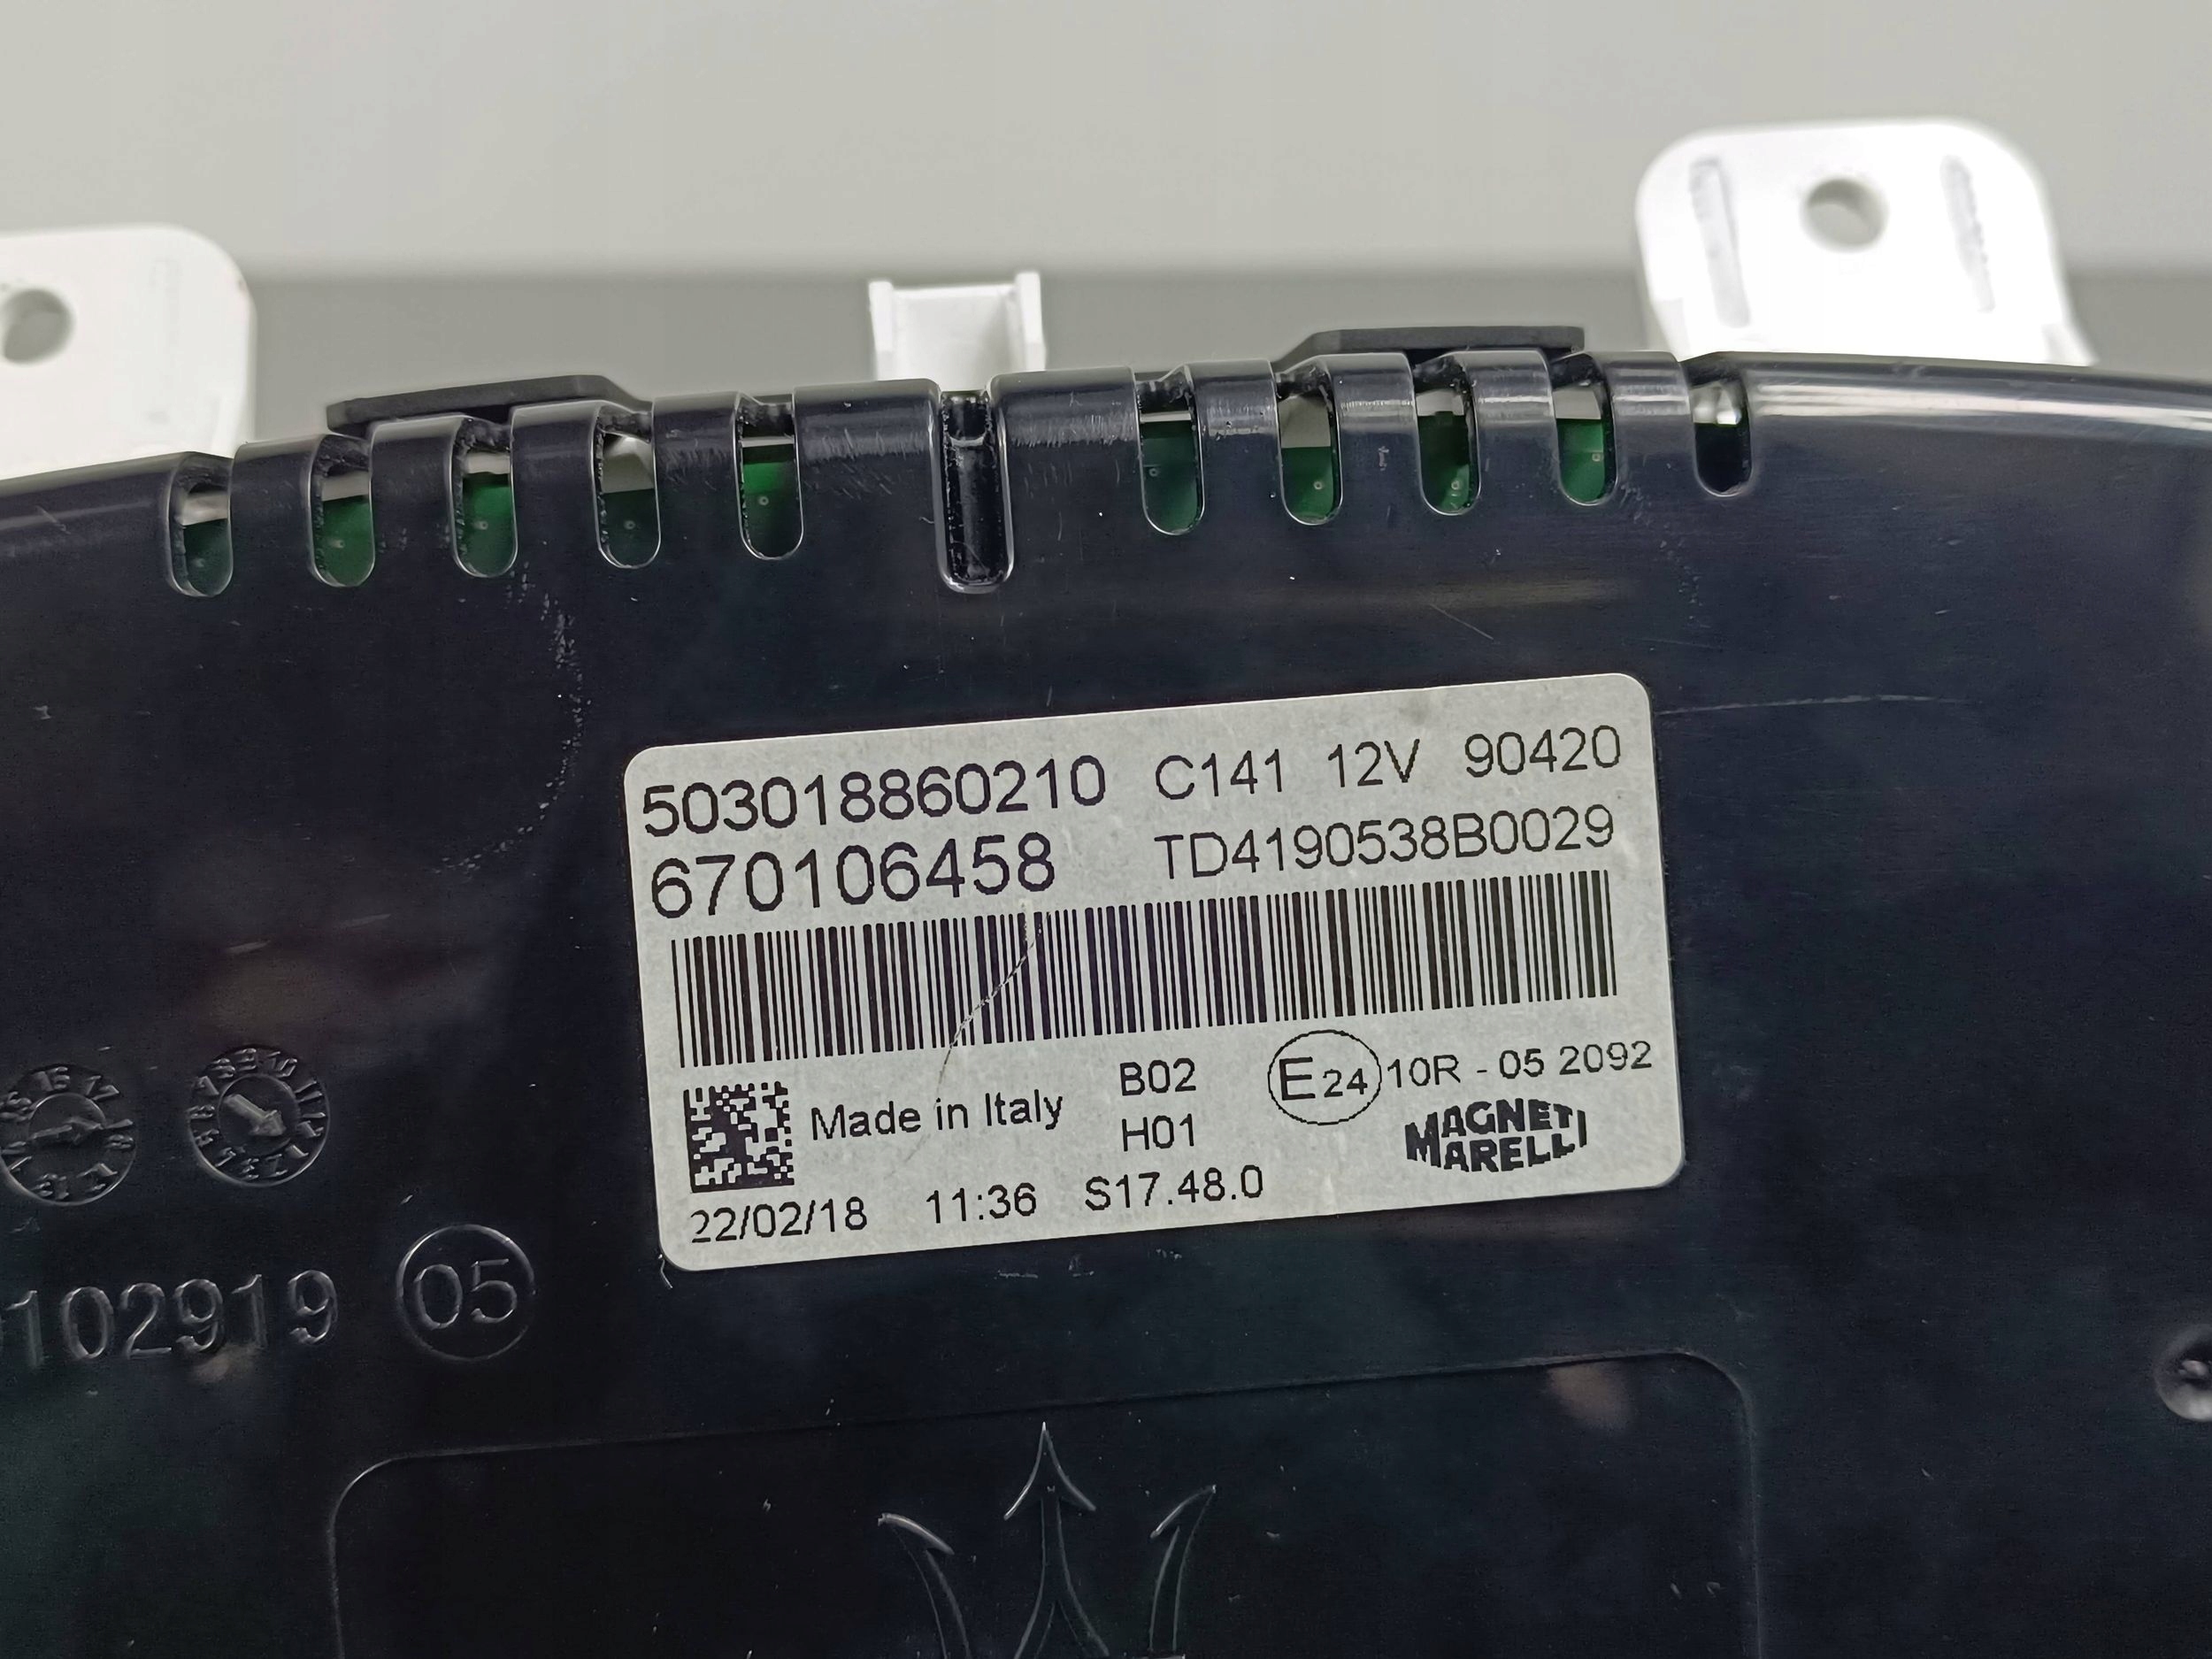 503018860210 C141 12V 90420
670106458 TD4190538B0029
Made in Italy
B02
H01
E24 10R - 05 2092
MAGNETI
MARELLI
22/02/18 11:36 S17.48.0
102919 05